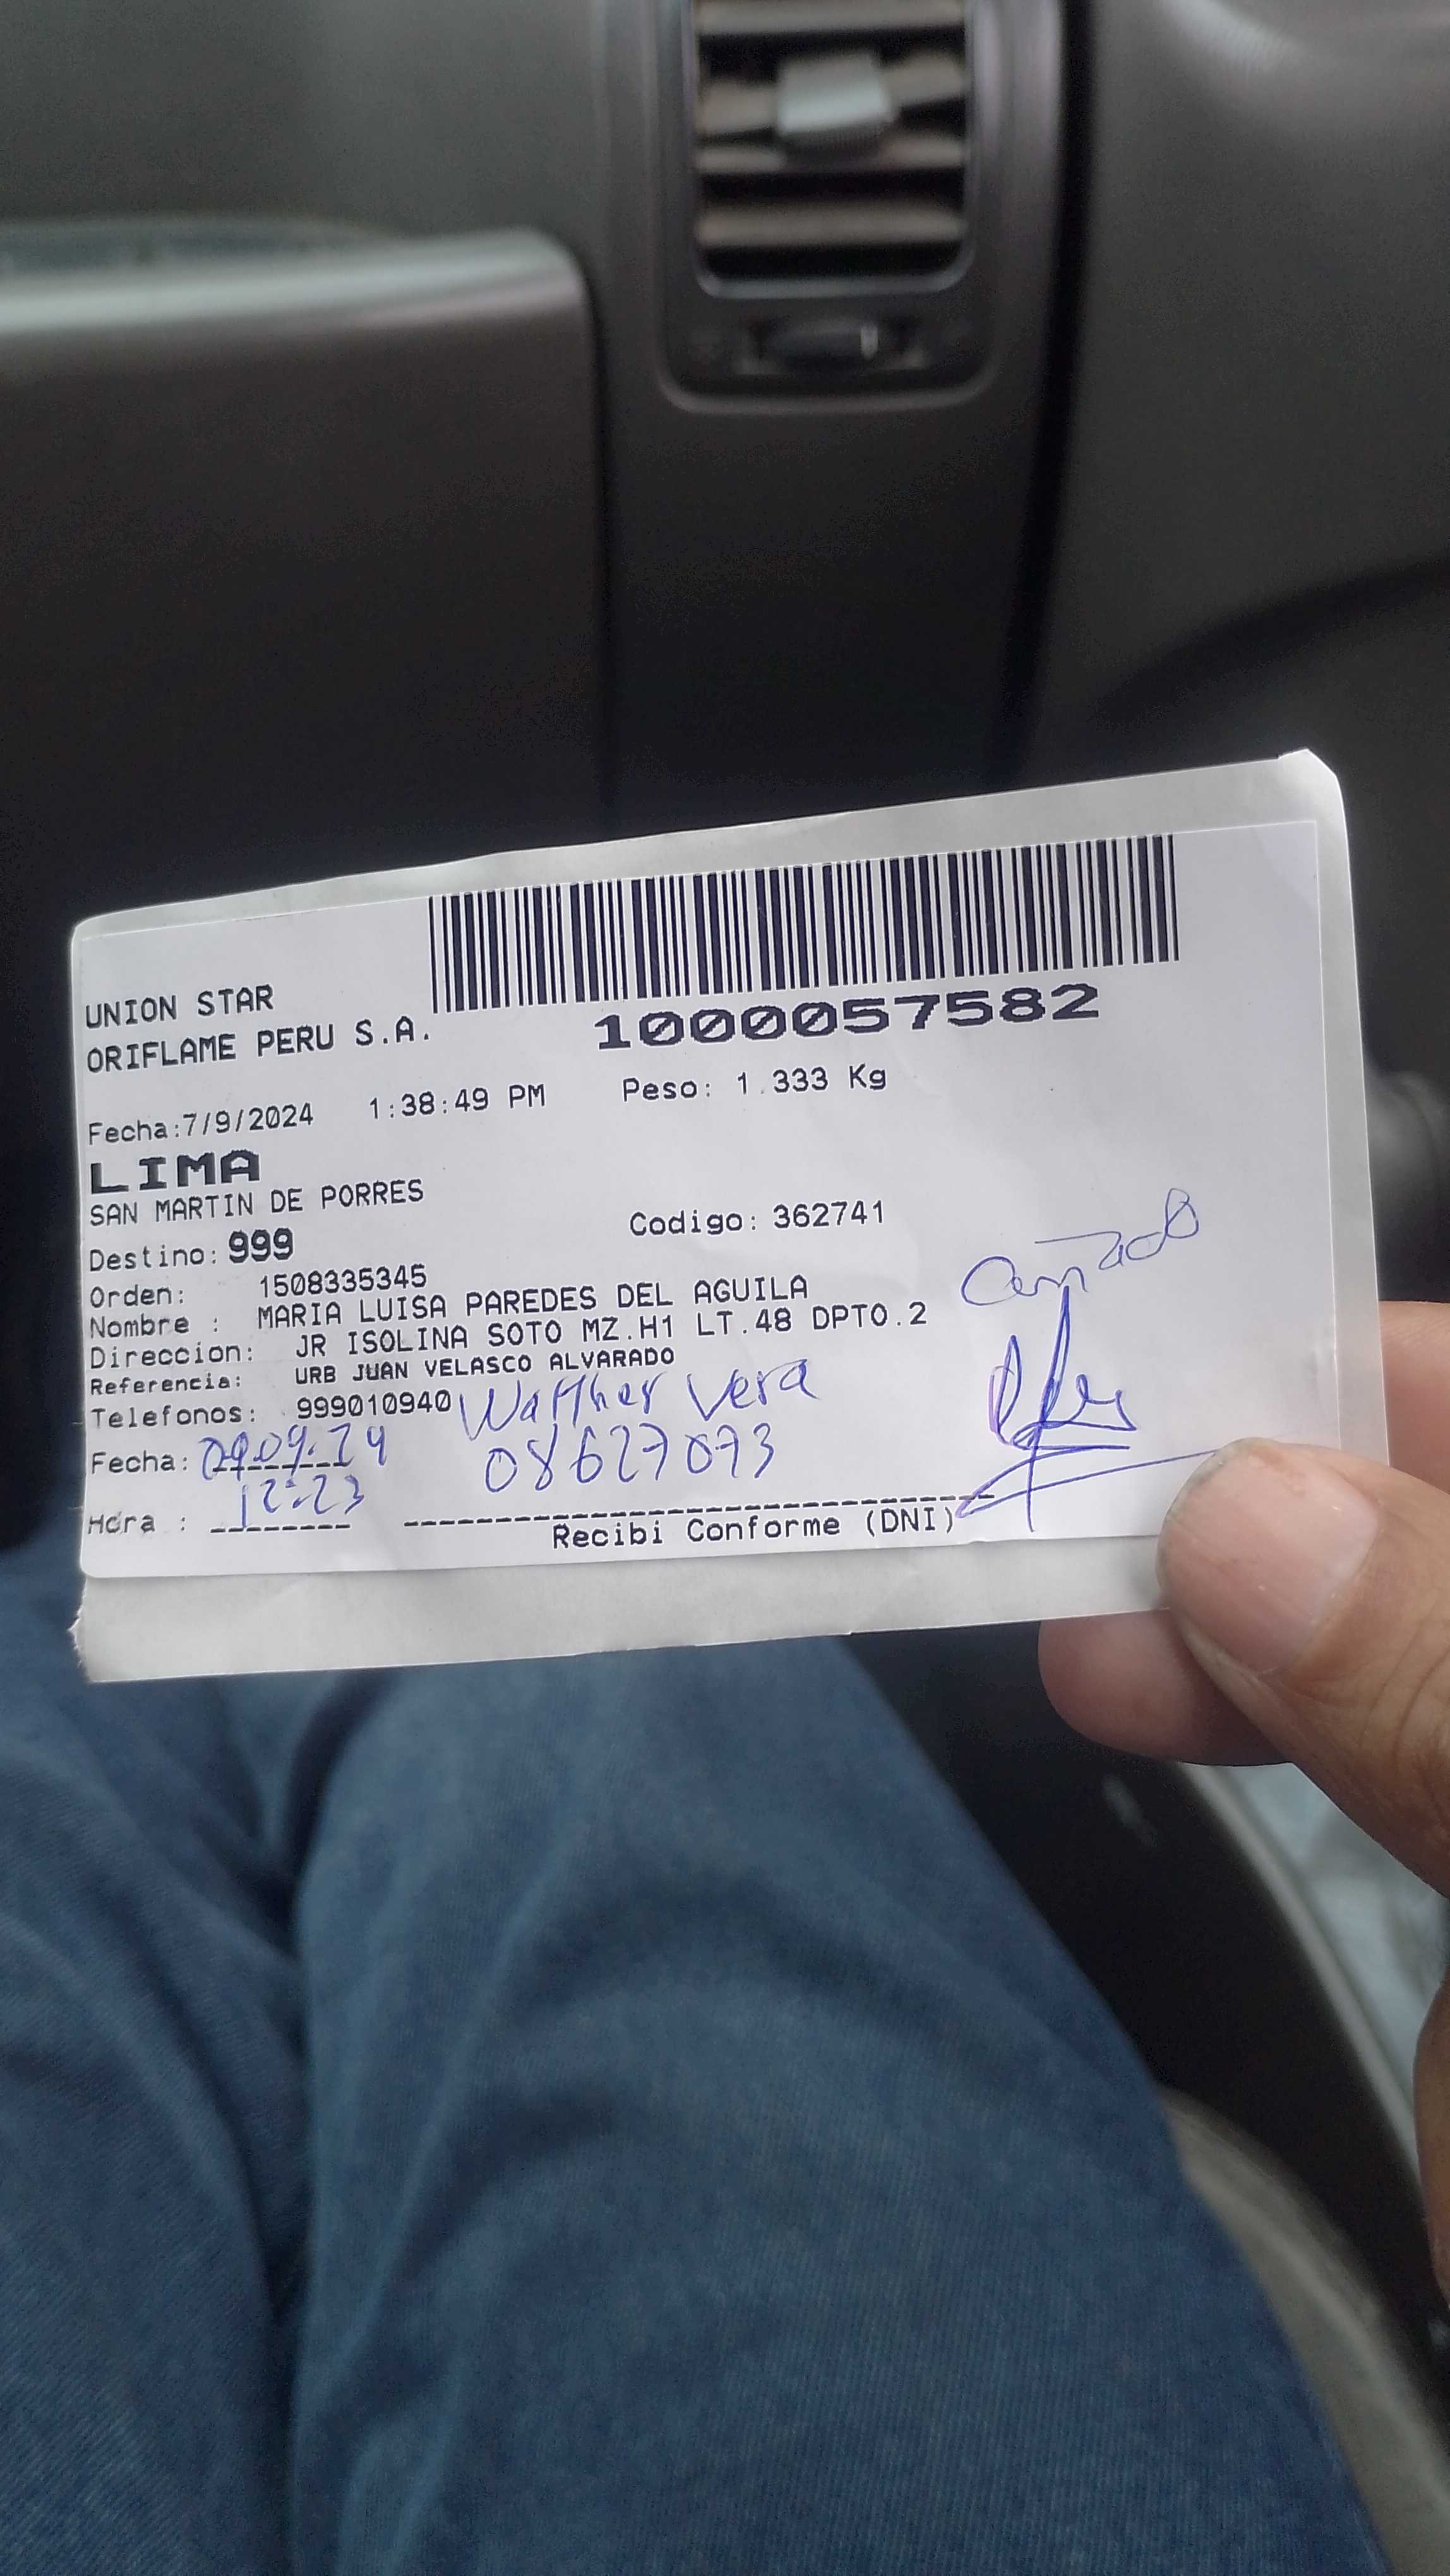 UNION STAR
ORIFLAME PERU S.A.
1000057582
Fecha:7/9/2024 1:38:49 PM Peso: 1.333 Kg
LIMA
SAN MARTIN DE PORRES
Destino: 999 Codigo: 362741
Orden: 1508335345
Nombre : MARIA LUISA PAREDES DEL AGUILA
Direccion: JR ISOLINA SOTO MZ.H1 LT.48 DPTO.2
Referencia: URB JUAN VELASCO ALVARADO
Telefonos: 999010940 Walther Vera
Fecha: 09.09.24 08627073
Hora : 12:23
Recibi Conforme (DNI)